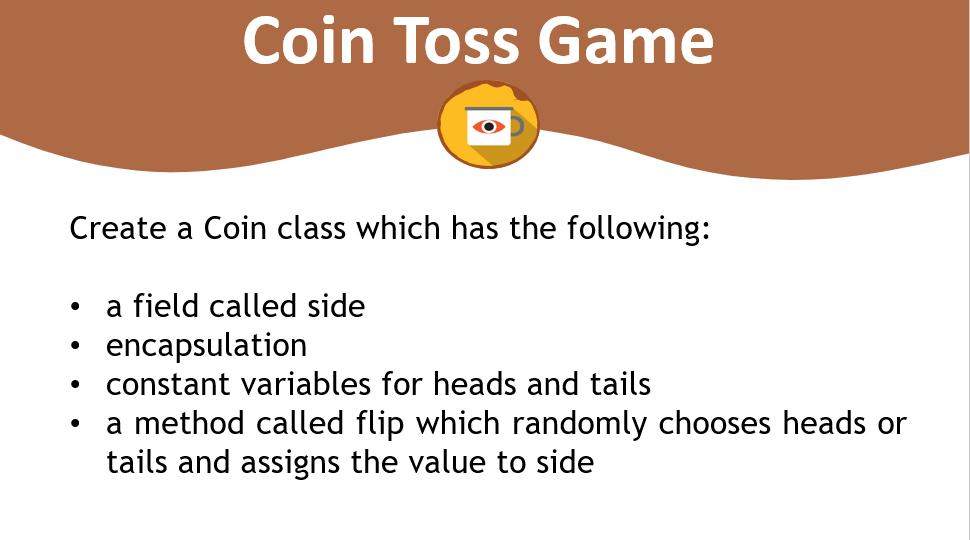 Coin Toss Game
Create a Coin class which has the following:
• a field called side
• encapsulation
• constant variables for heads and tails
• a method called flip which randomly chooses heads or
tails and assigns the value to side